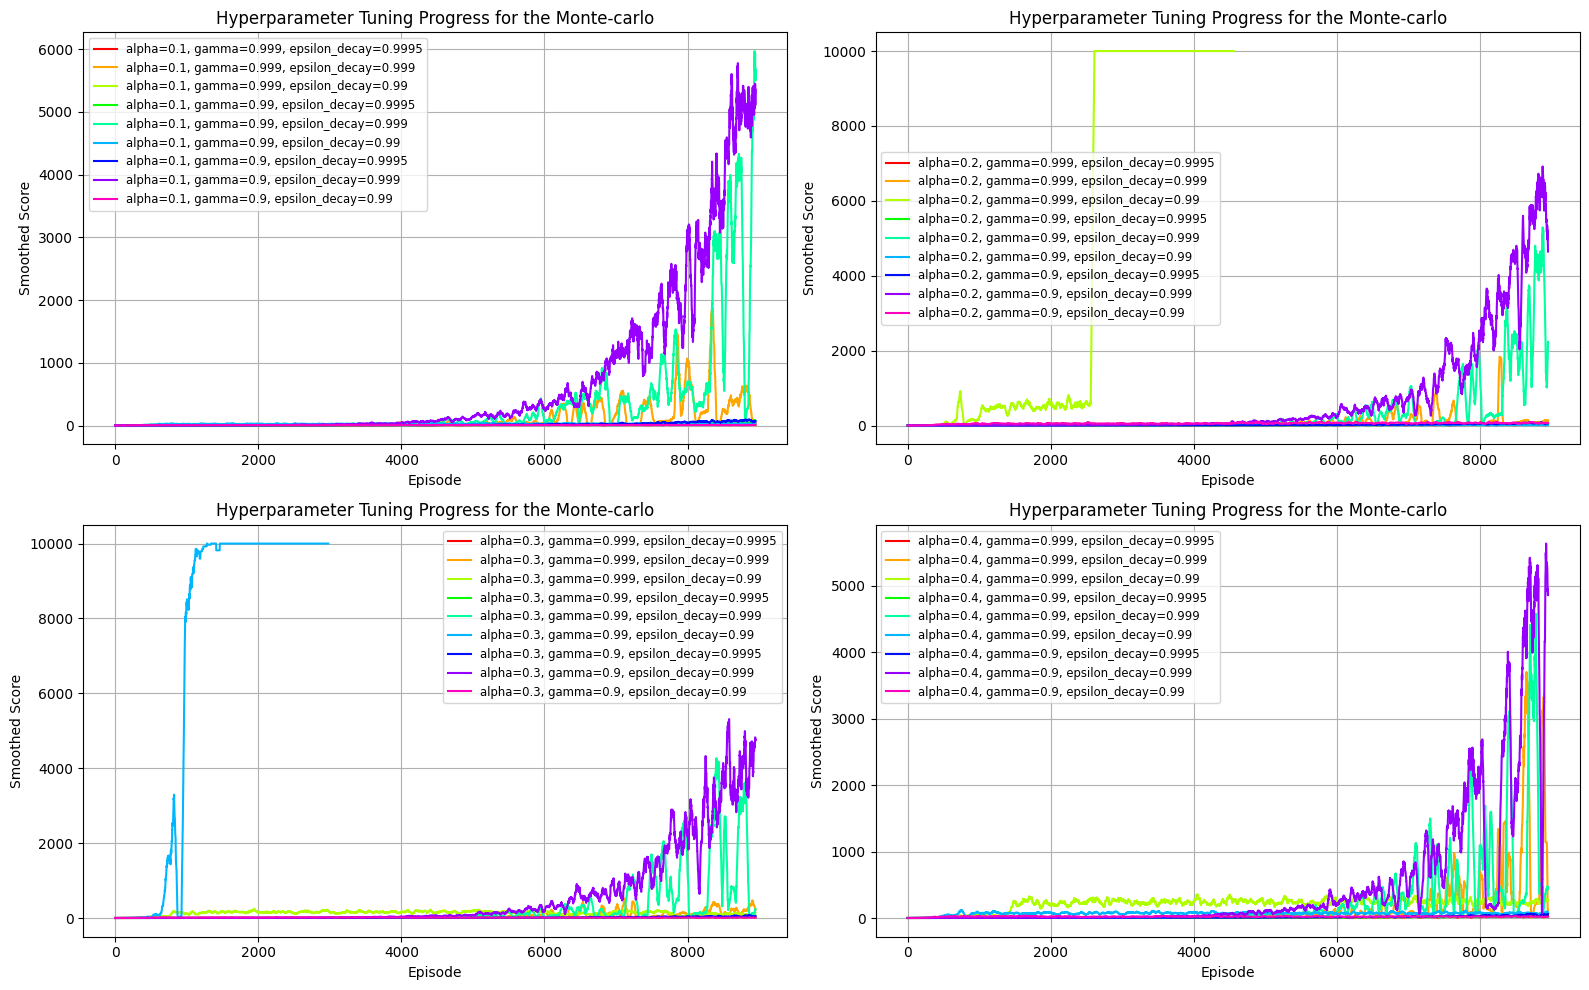 Hyperparameter Tuning Progress for the Monte-carlo
6000
5000
4000
3000
2000
1000
0
Smoothed Score
alpha=0.1, gamma=0.999, epsilon_decay=0.9995
alpha=0.1, gamma=0.999, epsilon_decay=0.999
alpha=0.1, gamma=0.999, epsilon_decay=0.99
alpha=0.1, gamma=0.99, epsilon_decay=0.9995
alpha=0.1, gamma=0.99, epsilon_decay=0.999
alpha=0.1, gamma=0.99, epsilon_decay=0.99
alpha=0.1, gamma=0.9, epsilon_decay=0.9995
alpha=0.1, gamma=0.9, epsilon_decay=0.999
alpha=0.1, gamma=0.9, epsilon_decay=0.99
0 2000 4000 6000 8000
Episode
Hyperparameter Tuning Progress for the Monte-carlo
10000
8000
6000
4000
2000
0
Smoothed Score
alpha=0.2, gamma=0.999, epsilon_decay=0.9995
alpha=0.2, gamma=0.999, epsilon_decay=0.999
alpha=0.2, gamma=0.999, epsilon_decay=0.99
alpha=0.2, gamma=0.99, epsilon_decay=0.9995
alpha=0.2, gamma=0.99, epsilon_decay=0.999
alpha=0.2, gamma=0.99, epsilon_decay=0.99
alpha=0.2, gamma=0.9, epsilon_decay=0.9995
alpha=0.2, gamma=0.9, epsilon_decay=0.999
alpha=0.2, gamma=0.9, epsilon_decay=0.99
0 2000 4000 6000 8000
Episode
Hyperparameter Tuning Progress for the Monte-carlo
10000
8000
6000
4000
2000
0
Smoothed Score
alpha=0.3, gamma=0.999, epsilon_decay=0.9995
alpha=0.3, gamma=0.999, epsilon_decay=0.999
alpha=0.3, gamma=0.999, epsilon_decay=0.99
alpha=0.3, gamma=0.99, epsilon_decay=0.9995
alpha=0.3, gamma=0.99, epsilon_decay=0.999
alpha=0.3, gamma=0.99, epsilon_decay=0.99
alpha=0.3, gamma=0.9, epsilon_decay=0.9995
alpha=0.3, gamma=0.9, epsilon_decay=0.999
alpha=0.3, gamma=0.9, epsilon_decay=0.99
0 2000 4000 6000 8000
Episode
Hyperparameter Tuning Progress for the Monte-carlo
5000
4000
3000
2000
1000
0
Smoothed Score
alpha=0.4, gamma=0.999, epsilon_decay=0.9995
alpha=0.4, gamma=0.999, epsilon_decay=0.999
alpha=0.4, gamma=0.999, epsilon_decay=0.99
alpha=0.4, gamma=0.99, epsilon_decay=0.9995
alpha=0.4, gamma=0.99, epsilon_decay=0.999
alpha=0.4, gamma=0.99, epsilon_decay=0.99
alpha=0.4, gamma=0.9, epsilon_decay=0.9995
alpha=0.4, gamma=0.9, epsilon_decay=0.999
alpha=0.4, gamma=0.9, epsilon_decay=0.99
0 2000 4000 6000 8000
Episode